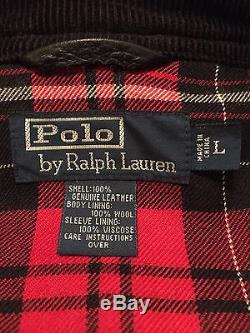 Polo
by Ralph Lauren
MADE IN
CHINA
L
SHELL:100%
GENUINE LEATHER
BODY LINING:
100% WOOL
SLEEVE LINING:
100% VISCOSE
CARE INSTRUCTIONS
OVER